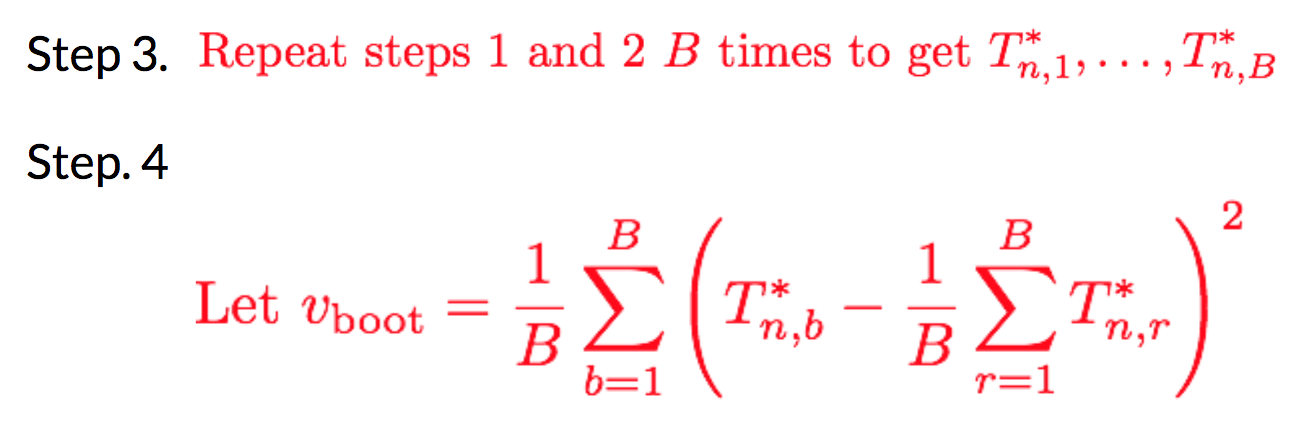 Step 3. Repeat steps 1 and 2 B times to get T*n,1, . . . , T*n,B
Step. 4
Let vboot = 1/B ∑_{b=1}^{B} ( T*n,b − 1/B ∑_{r=1}^{B} T*n,r )^2